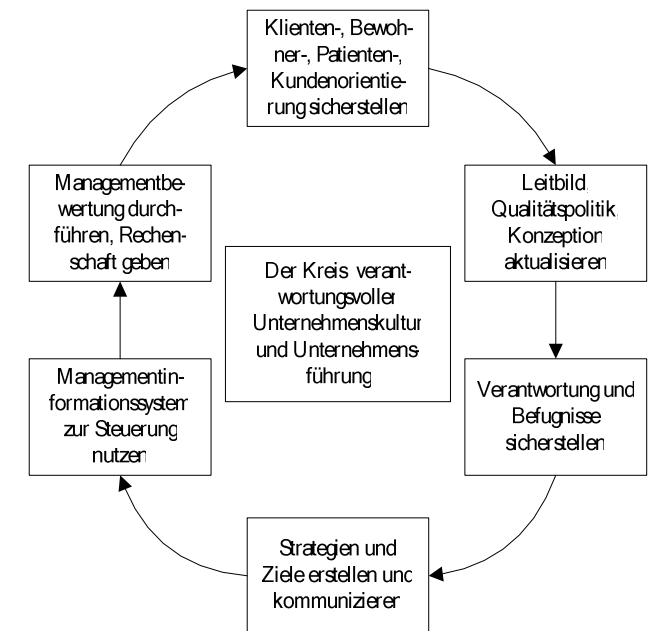 Klienten-, Bewoh-
ner-, Patienten-,
Kundenorientie-
rung sicherstellen
Leitbild,
Qualitätspolitik,
Konzeption
aktualisieren
Verantwortung und
Befugnisse
sicherstellen
Strategien und
Ziele erstellen und
kommunizieren
Managementin-
formationssystem
zur Steuerung
nutzen
Managementbe-
wertung durch-
führen, Rechen-
schaft geben
Der Kreis verant-
wortungsvoller
Unternehmenskultur
und Unternehmens-
führung